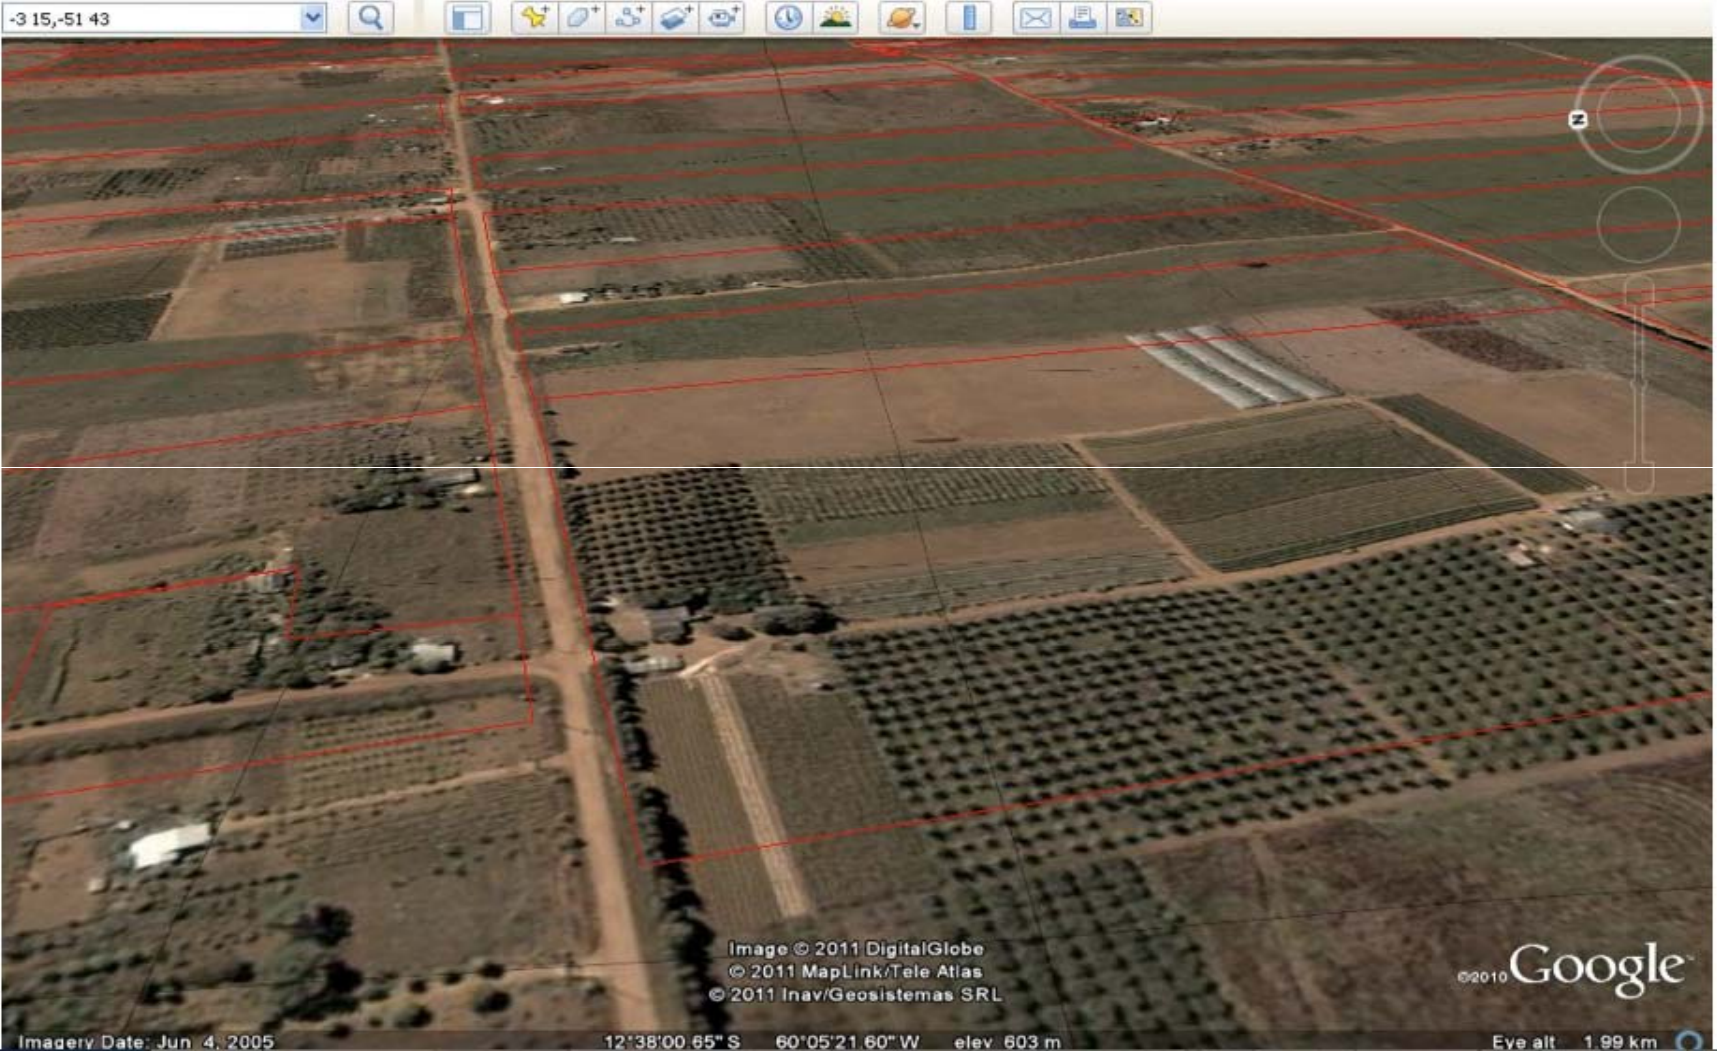 -3 15,-51 43
N
Image © 2011 DigitalGlobe
© 2011 MapLink/Tele Atlas
© 2011 Inav/Geosistemas SRL
©2010 Google™
Imagery Date: Jun 4, 2005 12°38'00.65" S 60°05'21.60" W elev 603 m Eye alt 1.99 km